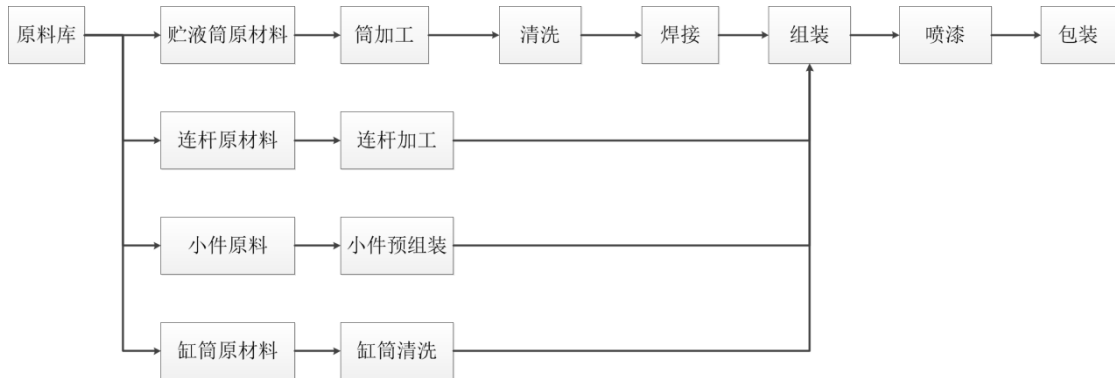 原料库
贮液筒原材料
筒加工
清洗
焊接
组装
喷漆
包装
连杆原材料
连杆加工
小件原料
小件预组装
缸筒原材料
缸筒清洗